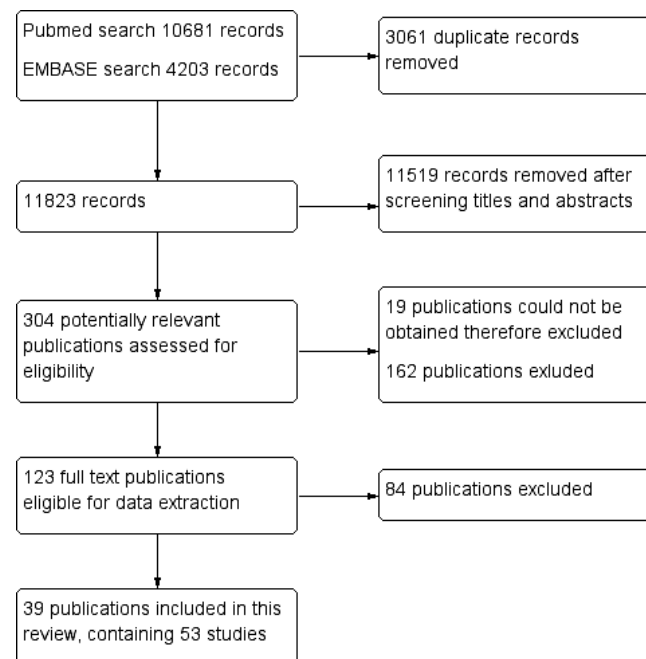 Pubmed search 10681 records
EMBASE search 4203 records
3061 duplicate records
removed
11823 records
11519 records removed after
screening titles and abstracts
304 potentially relevant
publications assessed for
eligibility
19 publications could not be
obtained therefore excluded
162 publications exluded
123 full text publications
eligible for data extraction
84 publications excluded
39 publications included in this
review, containing 53 studies